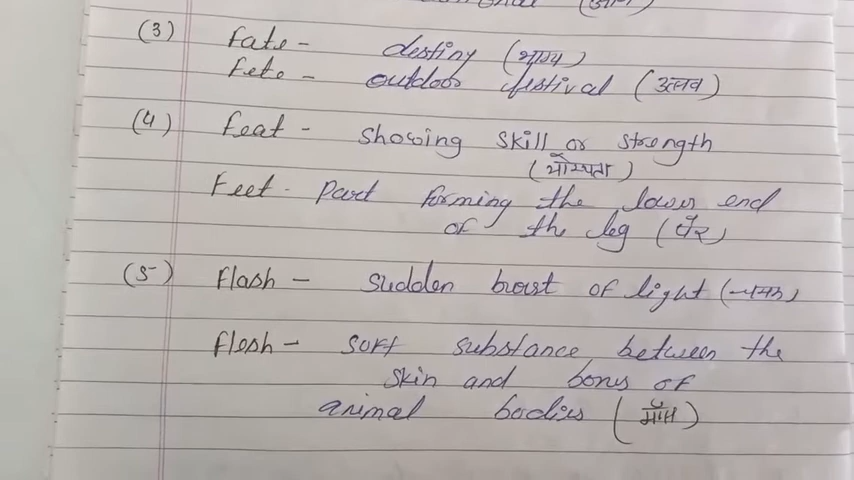 (3) Fate - destiny (भाग्य)
Fete - outdoor festival (उत्सव)
(4) Feat - showing skill or strength
(योग्यता)
Feet - part forming the lower end
of the leg (पैर)
(5) Flash - sudden burst of light (चमक)
Flesh - soft substance between the
skin and bones of
animal bodies (माँस)